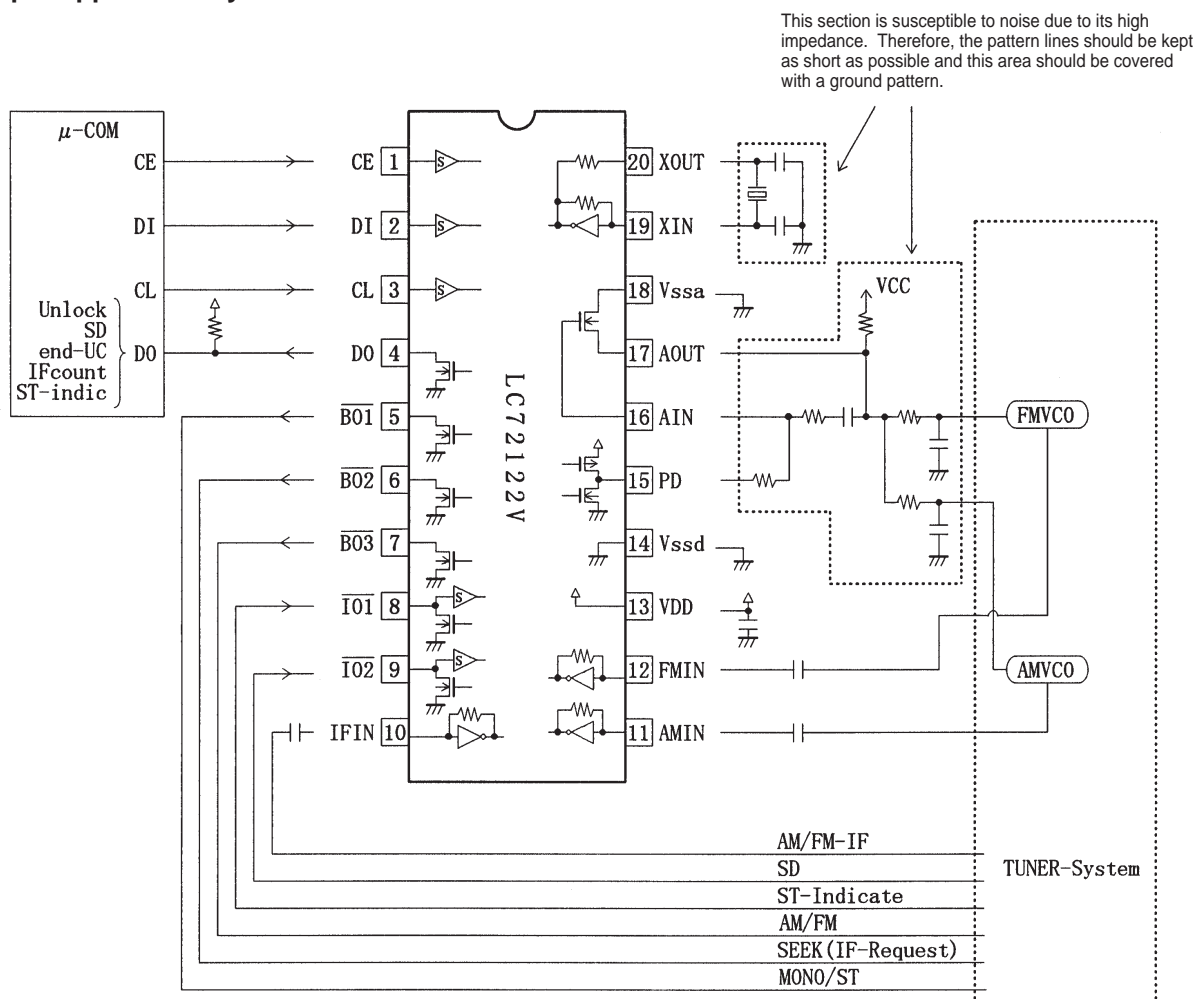 This section is susceptible to noise due to its high
impedance. Therefore, the pattern lines should be kept
as short as possible and this area should be covered
with a ground pattern.
μ-COM
CE
DI
CL
Unlock
SD
end-UC
IFcount
ST-indic
DO
CE 1
DI 2
CL 3
DO 4
BO1 5
BO2 6
BO3 7
IO1 8
IO2 9
IFIN 10
S
S
S
S
S
LC72122V
20 XOUT
19 XIN
18 Vssa
17 AOUT
16 AIN
15 PD
14 Vssd
13 VDD
12 FMIN
11 AMIN
VCC
FMVCO
AMVCO
AM/FM-IF
SD
ST-Indicate
AM/FM
SEEK(IF-Request)
MONO/ST
TUNER-System